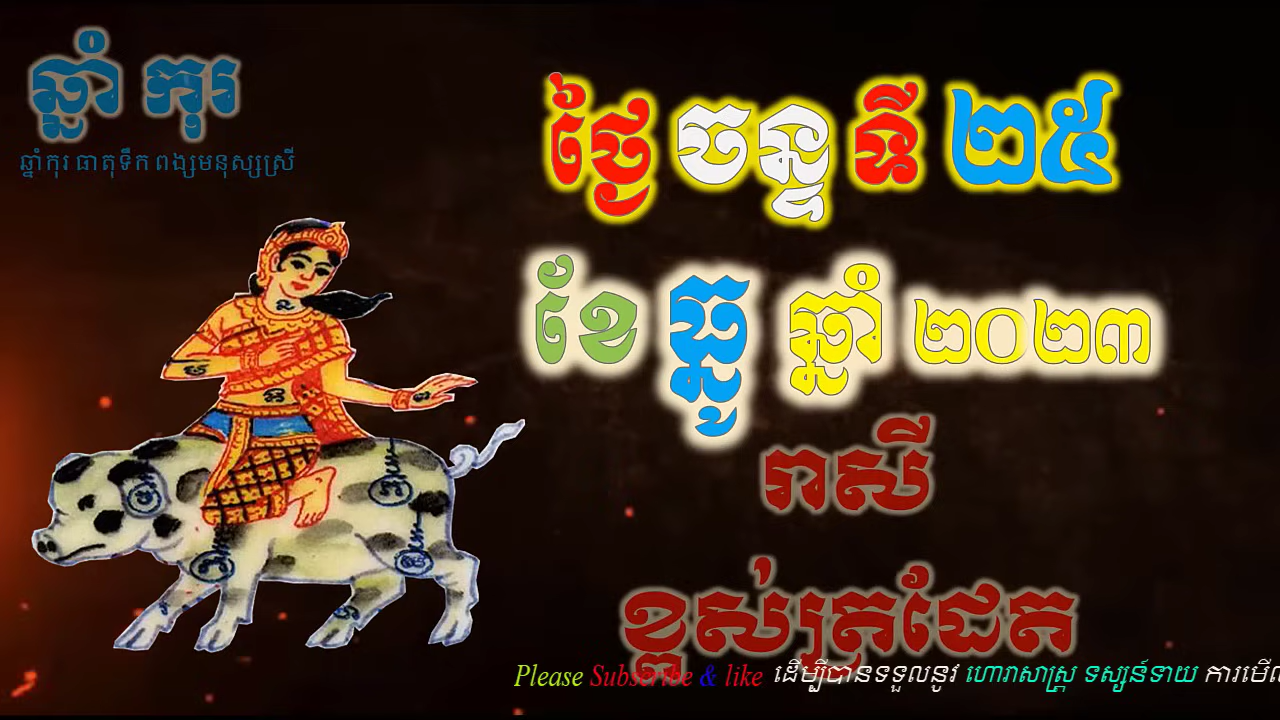 ឆ្នាំ កុរ
ឆ្នាំកុរ ធាតុទឹក ពង្សមនុស្សស្រី
ថ្ងៃ ចន្ទ ទី ២៥
ខែ ធ្នូ ឆ្នាំ ២០២៣
រាសី
ខ្ពស់ត្រដែត
Please Subscribe & like ដើម្បីបានទទួលនូវ ហោរាសាស្ត្រ ទស្សន៍ទាយ ការមើល